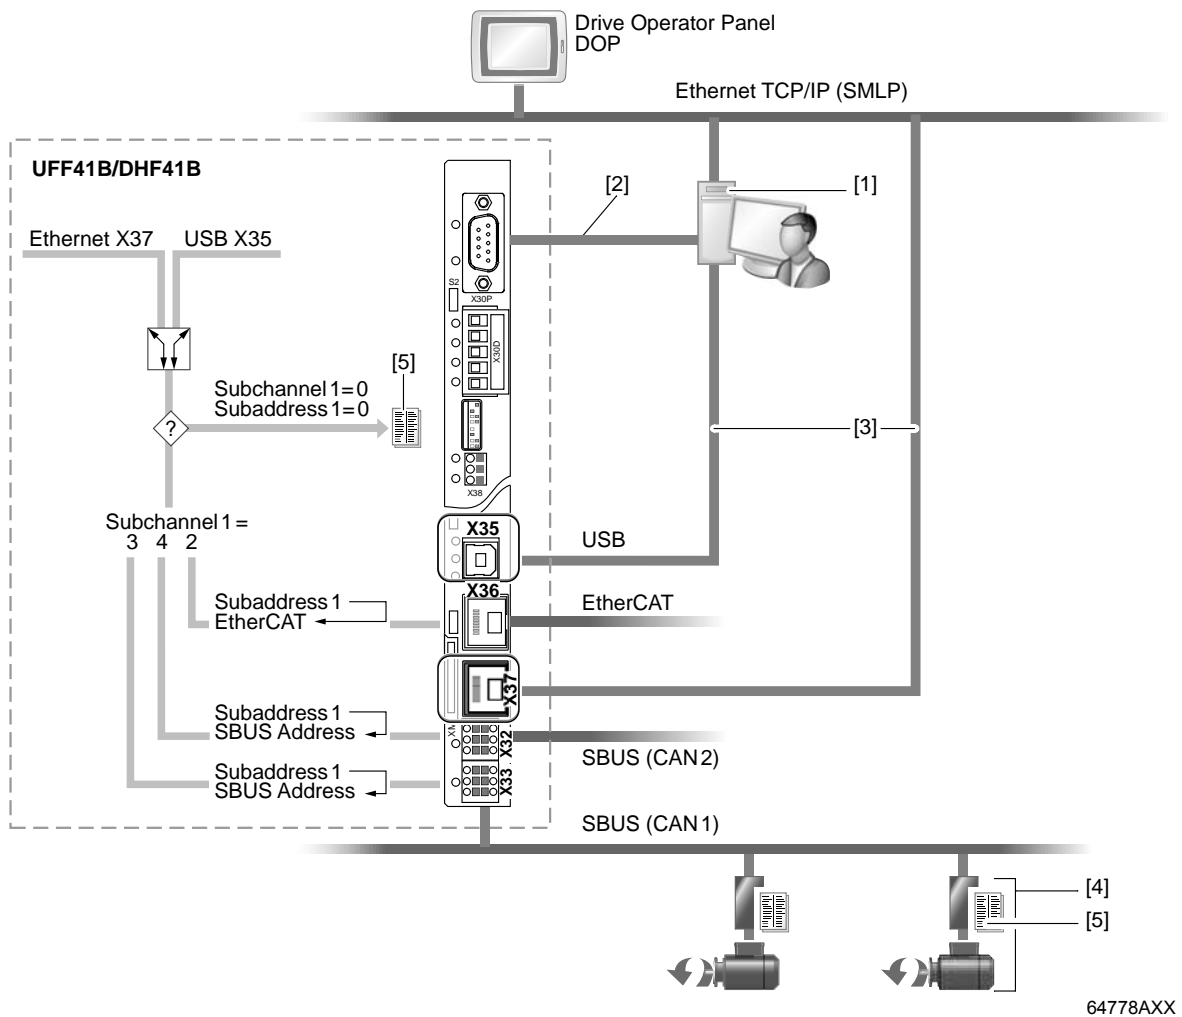 Drive Operator Panel
DOP
Ethernet TCP/IP (SMLP)
UFF41B/DHF41B
[2]
[1]
Ethernet X37
USB X35
S2
X30P
X30D
[5]
Subchannel 1=0
Subaddress 1=0
?
[3]
X38
Subchannel 1 =
3 4 2
X35
USB
X36
Subaddress 1
EtherCAT
EtherCAT
X37
Subaddress 1
SBUS Address
XM
X32
SBUS (CAN 2)
Subaddress 1
SBUS Address
X33
SBUS (CAN 1)
[4]
[5]
64778AXX